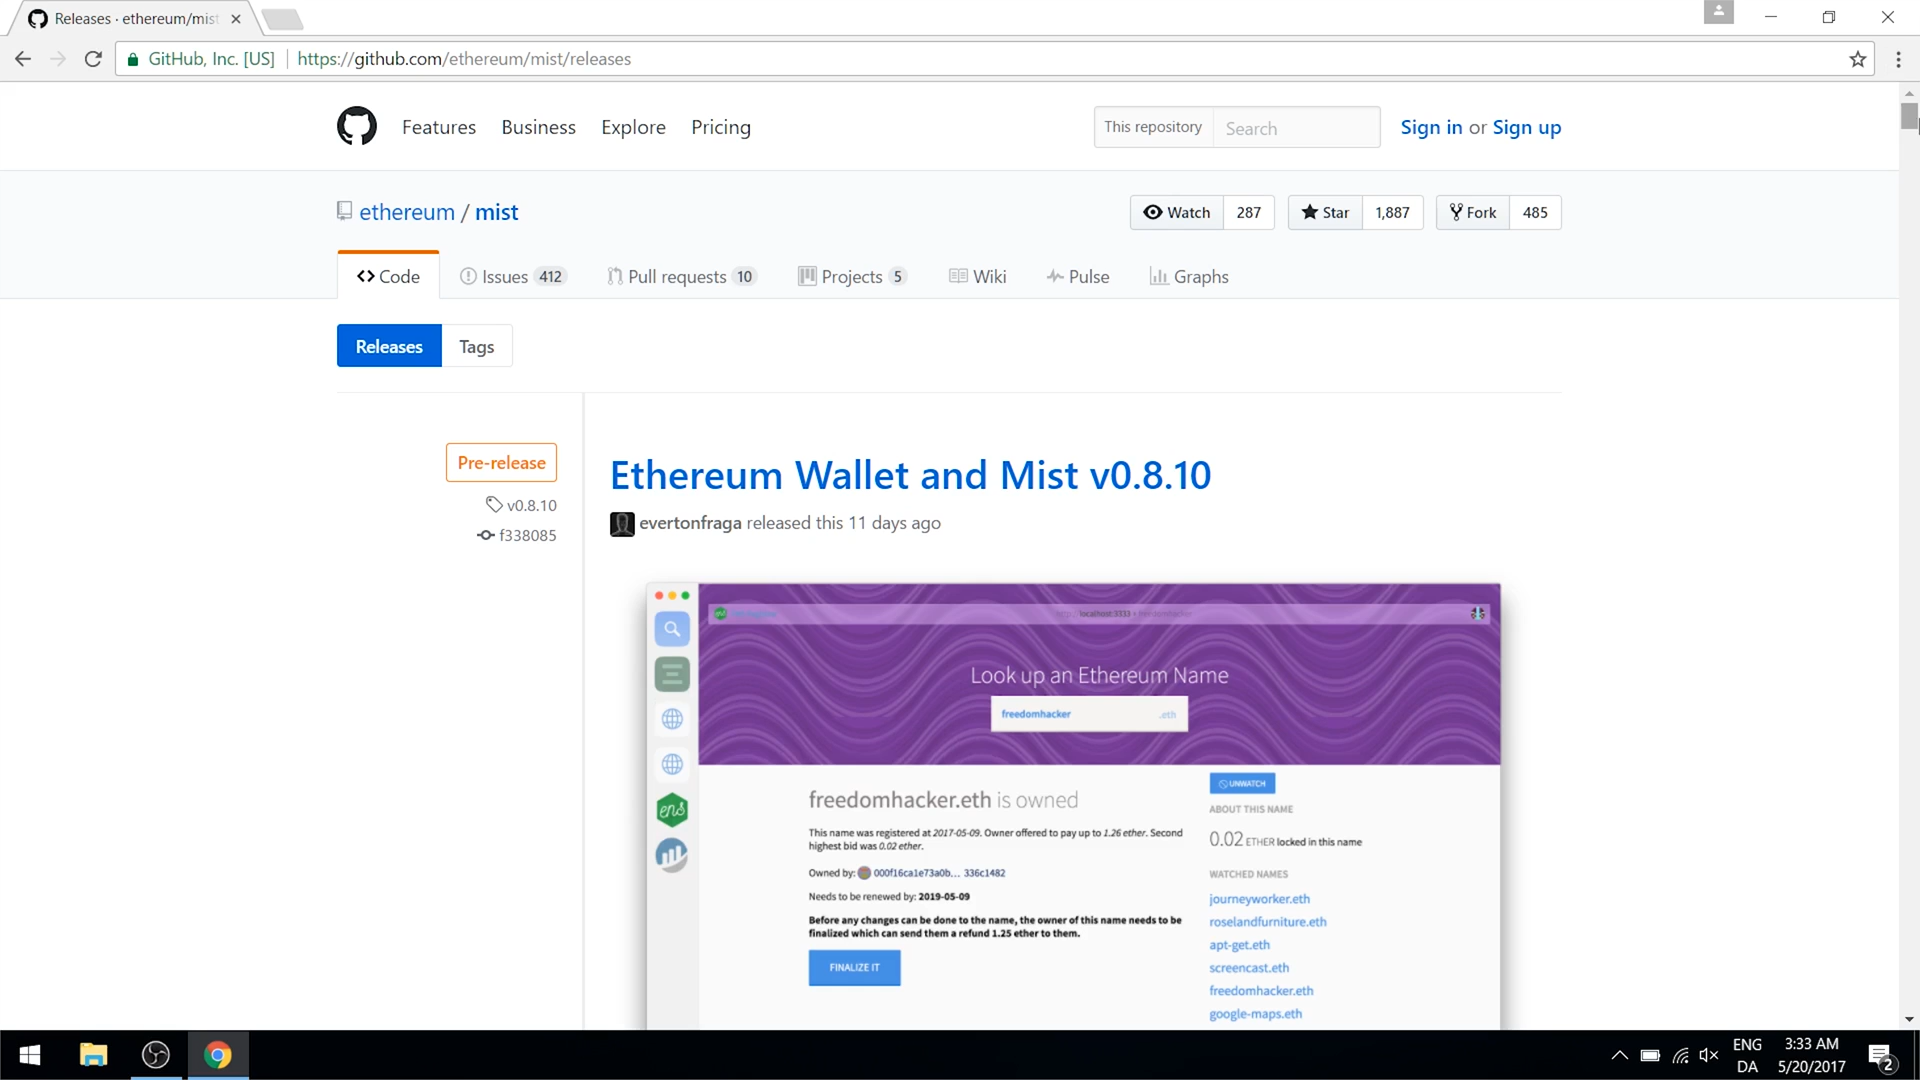 Releases · ethereum/mist
GitHub, Inc. [US]
https://github.com/ethereum/mist/releases
Features Business Explore Pricing
This repository Search
Sign in or Sign up
ethereum / mist
Watch 287 Star 1,887 Fork 485
Code Issues 412 Pull requests 10 Projects 5 Wiki Pulse Graphs
Releases Tags
Pre-release
v0.8.10
f338085
Ethereum Wallet and Mist v0.8.10
evertonfraga released this 11 days ago
localhost:3333
Look up an Ethereum Name
freedomhacker .eth
freedomhacker.eth is owned
This name was registered at 2017-05-09. Owner offered to pay up to 1.26 ether. Second
highest bid was 0.02 ether.
Owned by: 000f16ca1e73a0b... 336c1482
Needs to be renewed by: 2019-05-09
Before any changes can be done to the name, the owner of this name needs to be
finalized which can send them a refund 1.25 ether to them.
FINALIZE IT
UNWATCH
ABOUT THIS NAME
0.02 ETHER locked in this name
WATCHED NAMES
journeyworker.eth
roselandfurniture.eth
apt-get.eth
screencast.eth
freedomhacker.eth
google-maps.eth
ens
ENG
DA
3:33 AM
5/20/2017
2